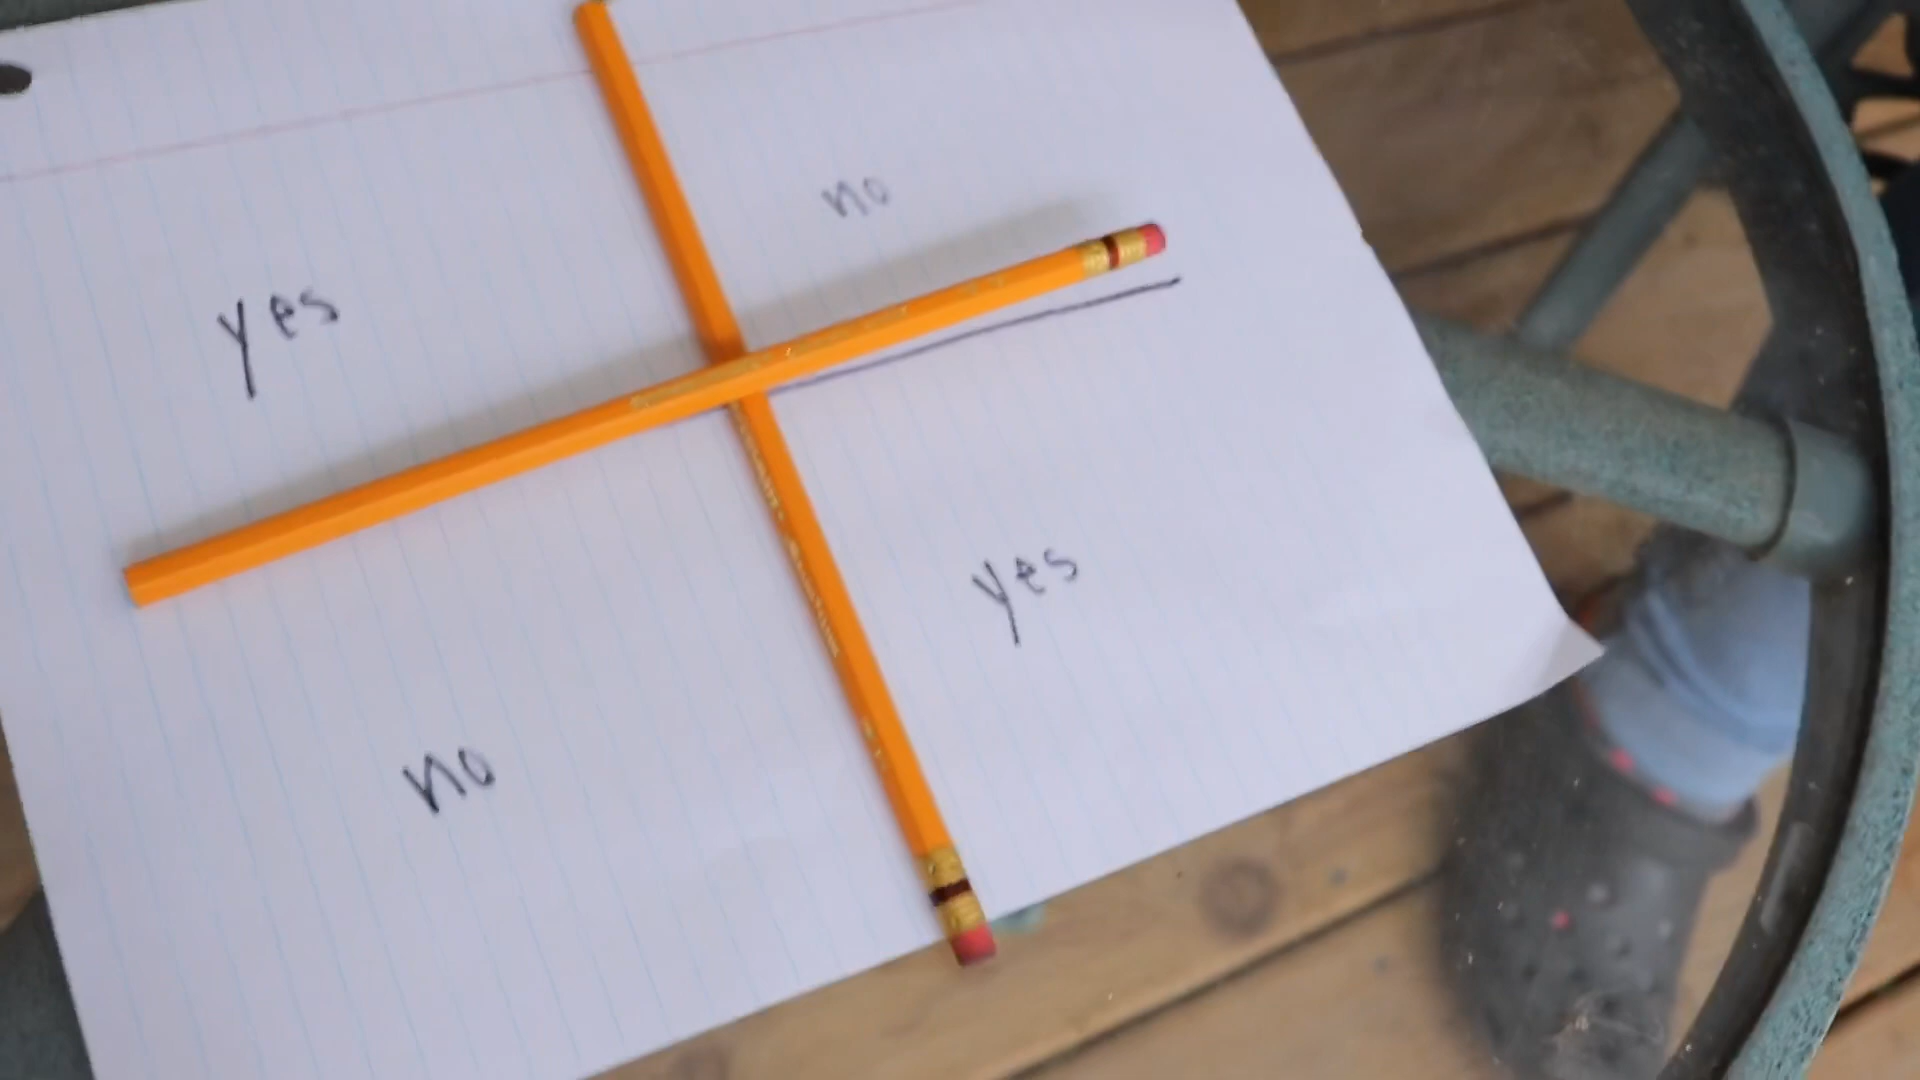 yes
no
no
yes